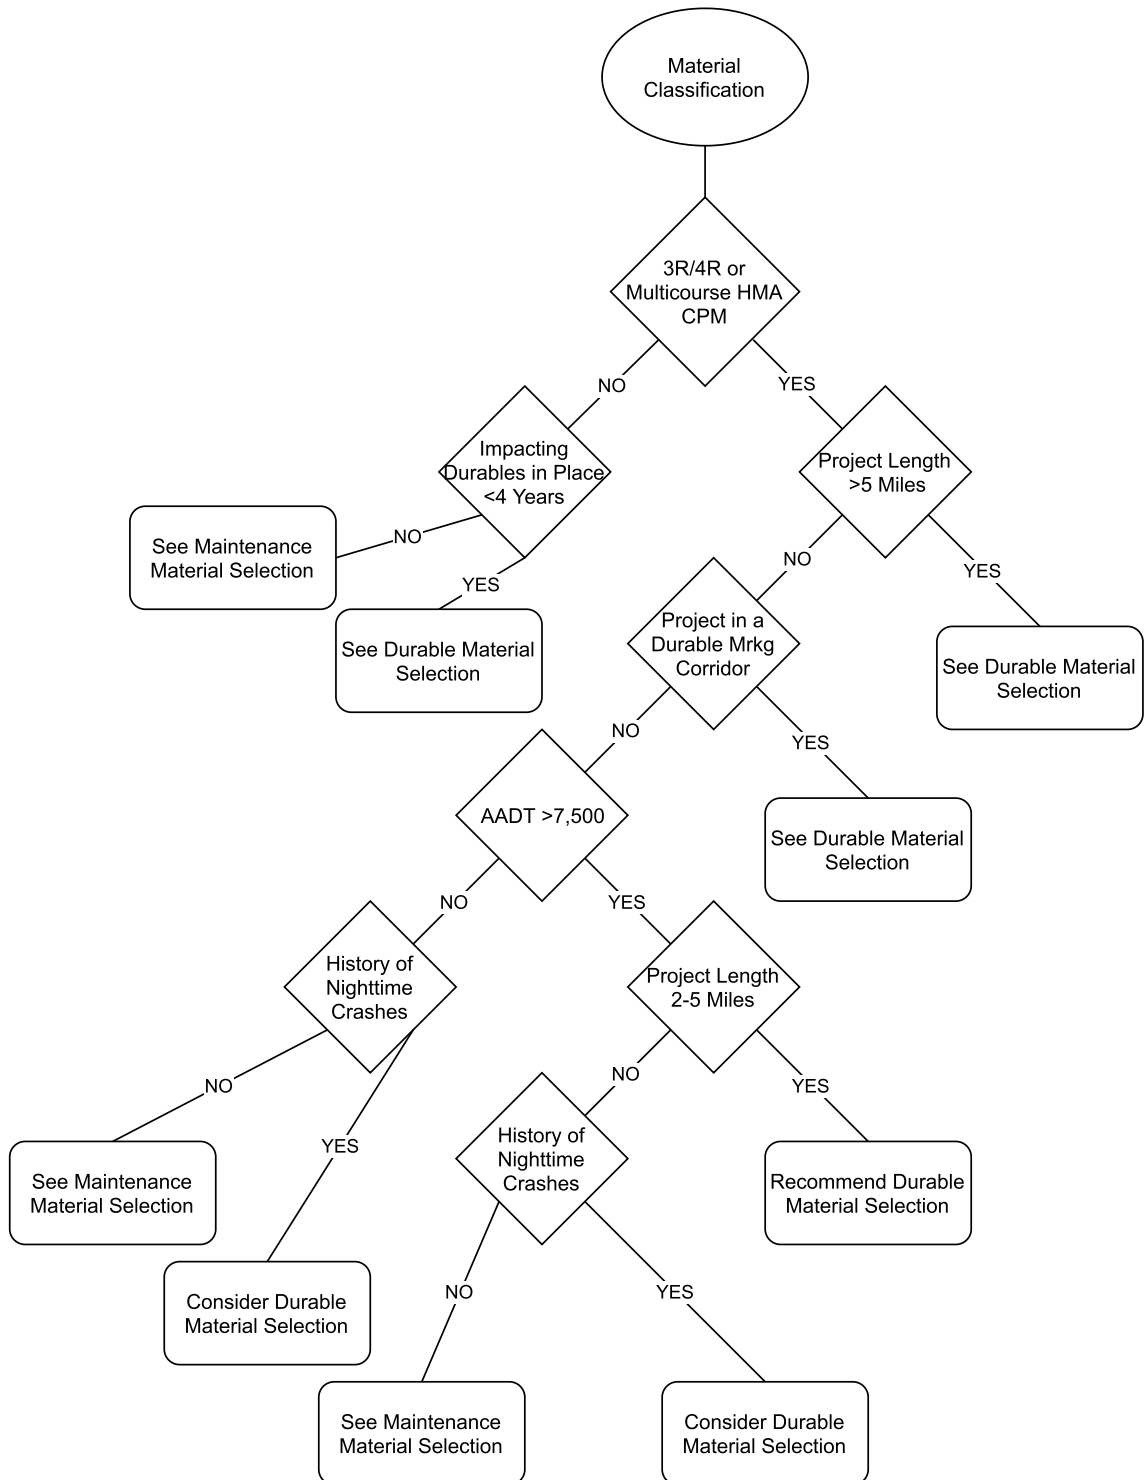 Material
Classification
3R/4R or
Multicourse HMA
CPM
NO
YES
Impacting
Durables in Place
<4 Years
Project Length
>5 Miles
NO
YES
NO
YES
See Maintenance
Material Selection
See Durable Material
Selection
Project in a
Durable Mrkg
Corridor
See Durable Material
Selection
NO
YES
AADT >7,500
See Durable Material
Selection
NO
YES
History of
Nighttime
Crashes
Project Length
2-5 Miles
NO
YES
NO
YES
See Maintenance
Material Selection
History of
Nighttime
Crashes
Recommend Durable
Material Selection
Consider Durable
Material Selection
NO
YES
See Maintenance
Material Selection
Consider Durable
Material Selection